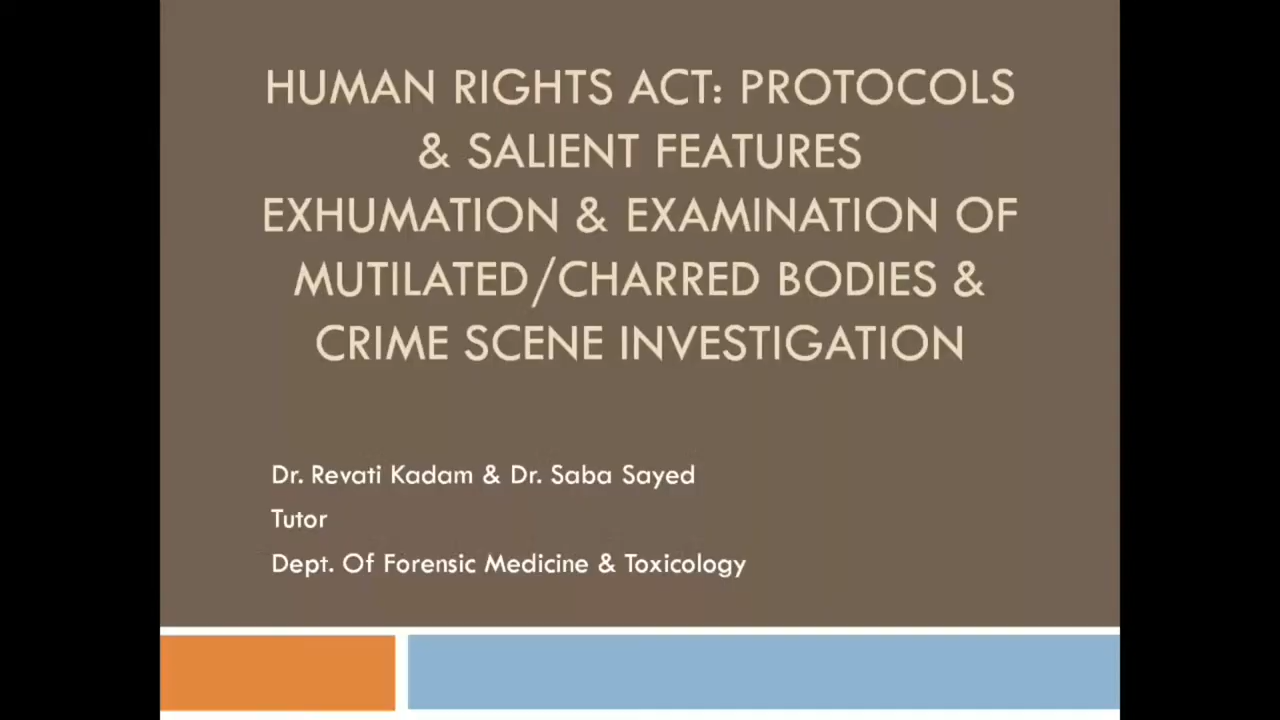 HUMAN RIGHTS ACT: PROTOCOLS
& SALIENT FEATURES
EXHUMATION & EXAMINATION OF
MUTILATED/CHARRED BODIES &
CRIME SCENE INVESTIGATION
Dr. Revati Kadam & Dr. Saba Sayed
Tutor
Dept. Of Forensic Medicine & Toxicology